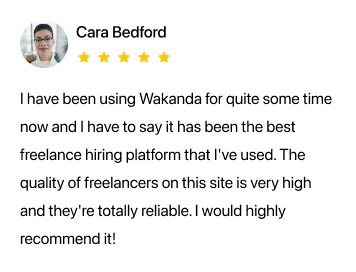 Cara Bedford
I have been using Wakanda for quite some time
now and I have to say it has been the best
freelance hiring platform that I've used. The
quality of freelancers on this site is very high
and they're totally reliable. I would highly
recommend it!